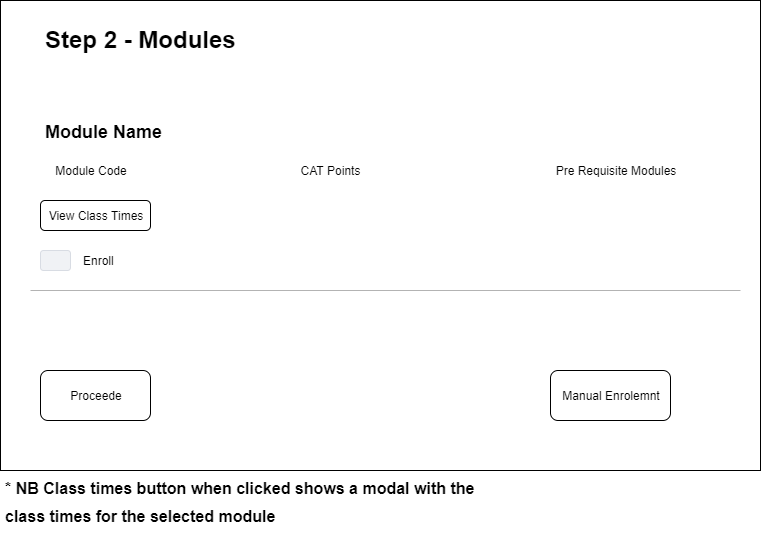 Step 2 - Modules
Module Name
Module Code CAT Points Pre Requisite Modules
View Class Times
Enroll
Proceede Manual Enrolemnt
* NB Class times button when clicked shows a modal with the
class times for the selected module